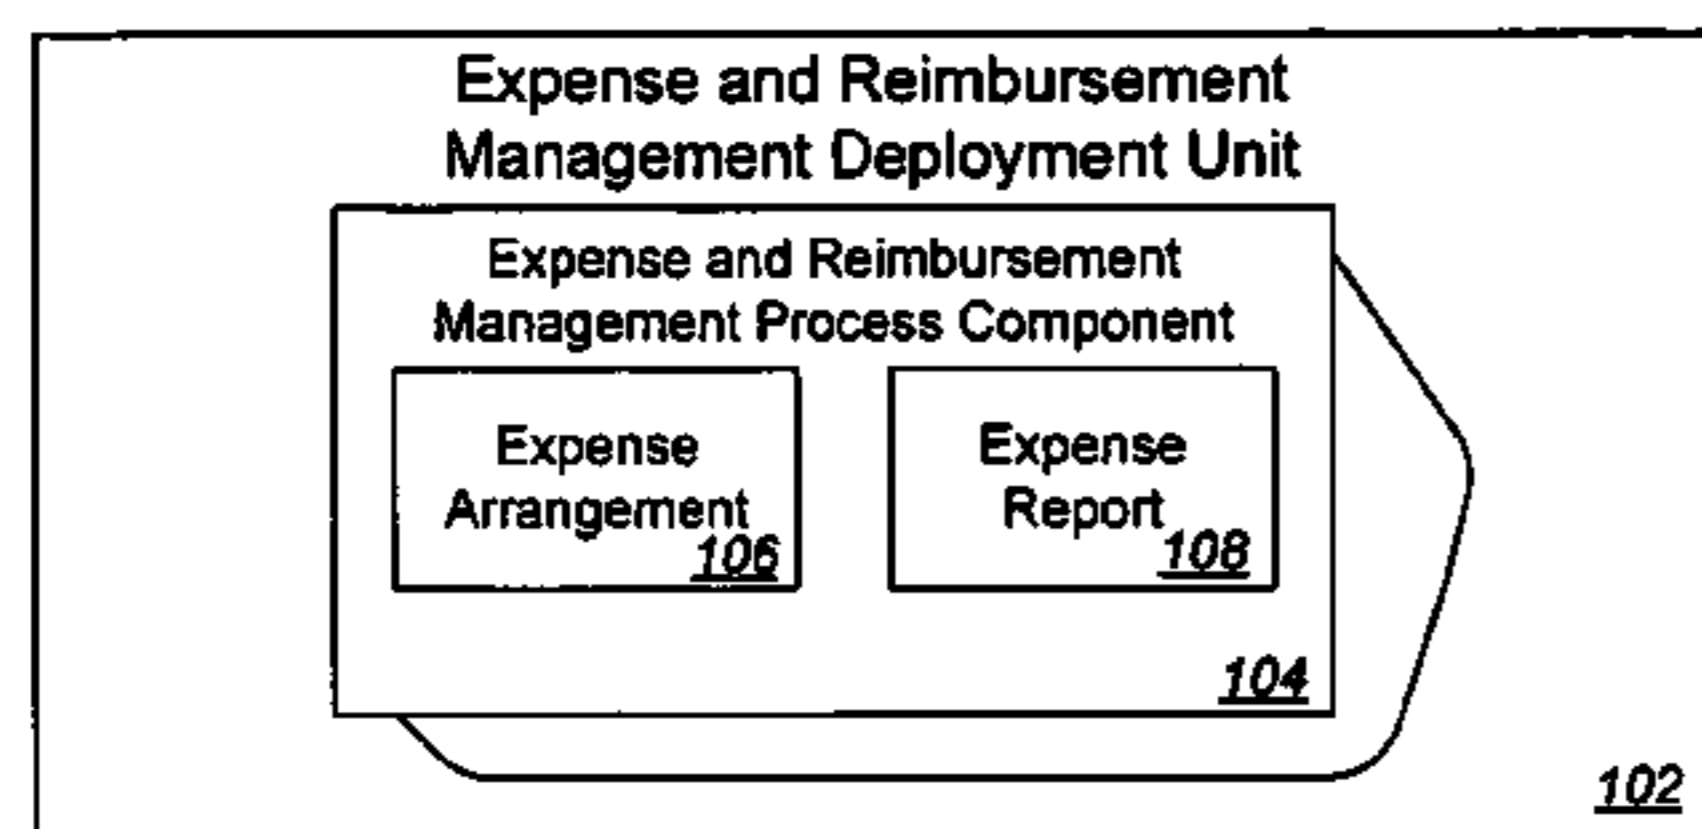 Expense and Reimbursement
Management Deployment Unit
Expense and Reimbursement
Management Process Component
Expense
Arrangement
106
Expense
Report
108
104
102